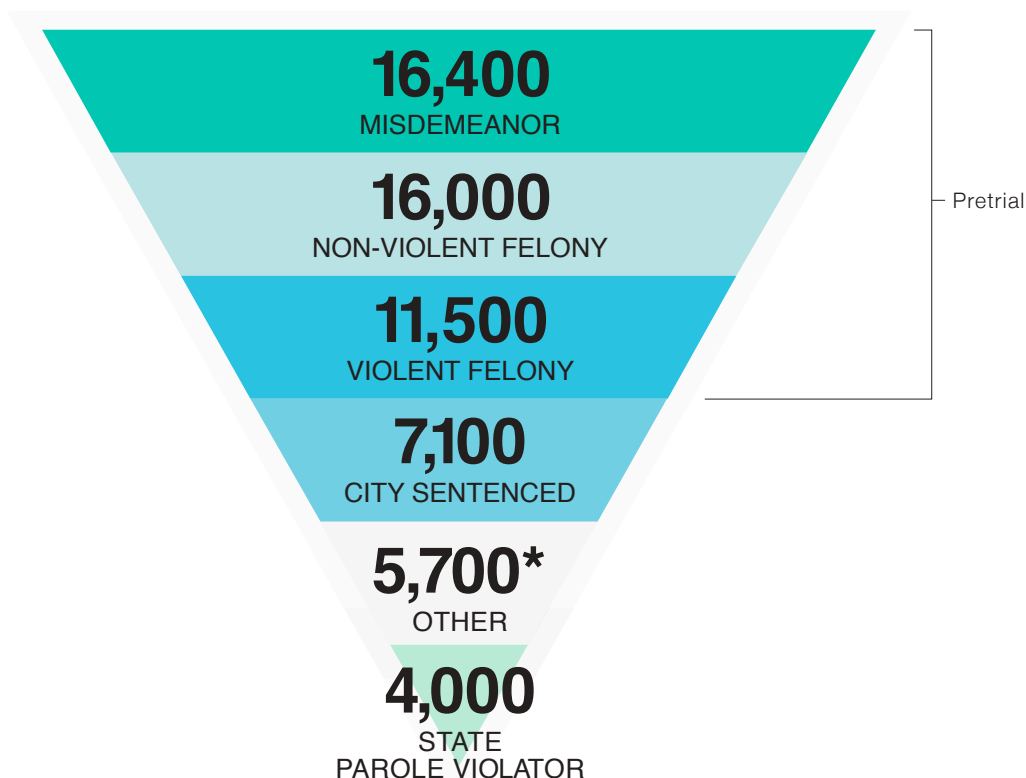 16,400
MISDEMEANOR
16,000
NON-VIOLENT FELONY
Pretrial
11,500
VIOLENT FELONY
7,100
CITY SENTENCED
5,700*
OTHER
4,000
STATE
PAROLE VIOLATOR